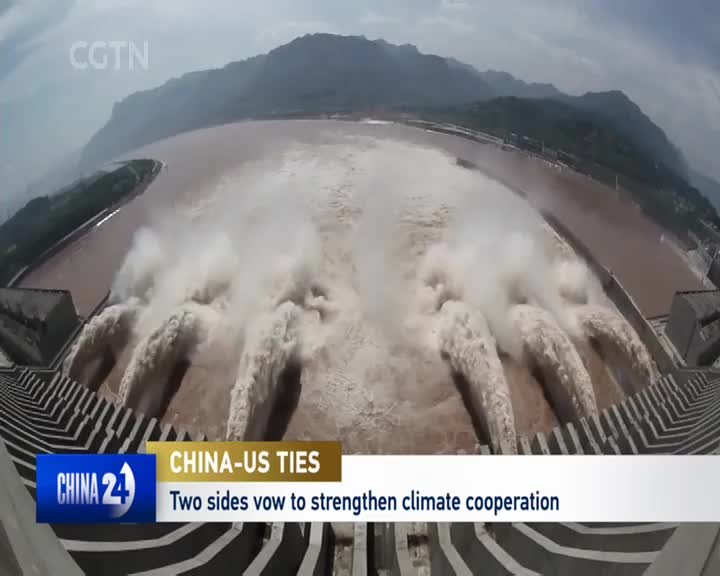 CGTN
CHINA-US TIES
CHINA 24
Two sides vow to strengthen climate cooperation